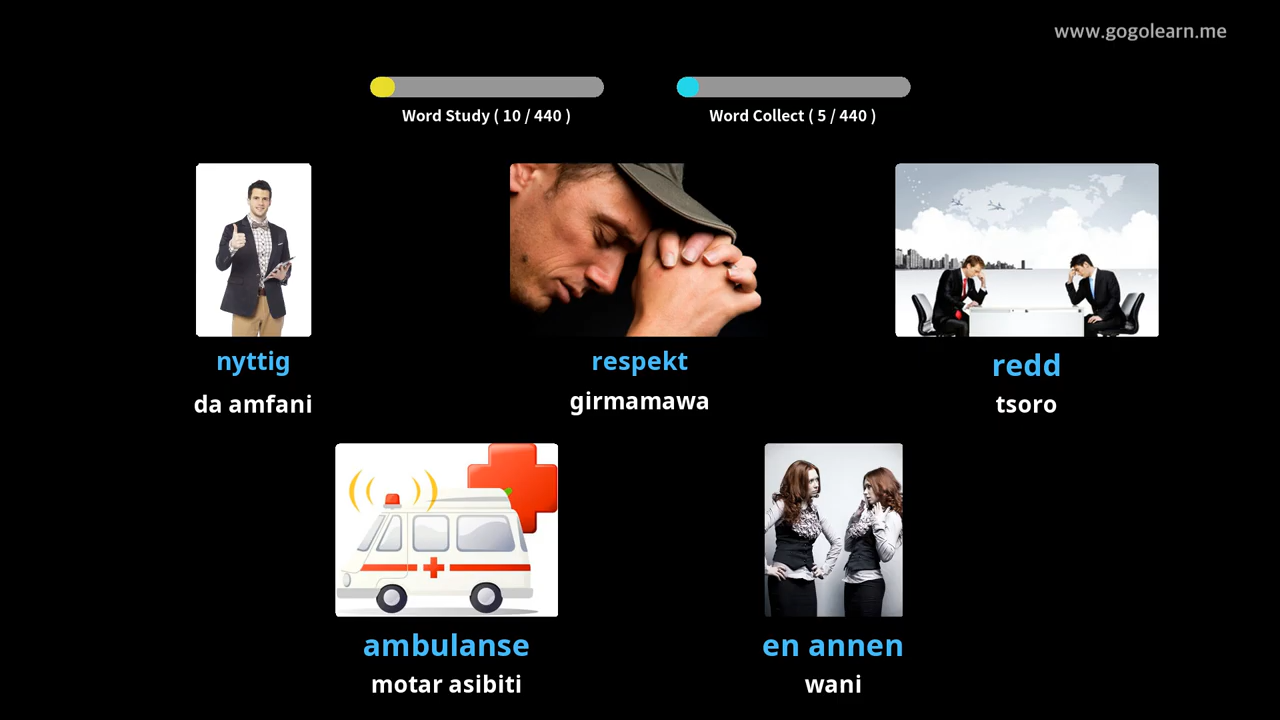 www.gogolearn.me
Word Study ( 10 / 440 )
Word Collect ( 5 / 440 )
nyttig
da amfani
respekt
girmamawa
redd
tsoro
ambulanse
motar asibiti
en annen
wani